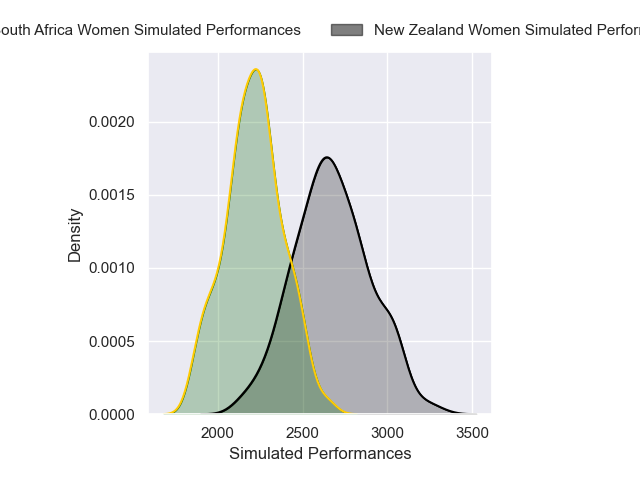 outh Africa Women Simulated Performances New Zealand Women Simulated
0.0020
0.0015
0.0010
0.0005
0.0000
Density
2000 2500 3000 3500
Simulated Performances